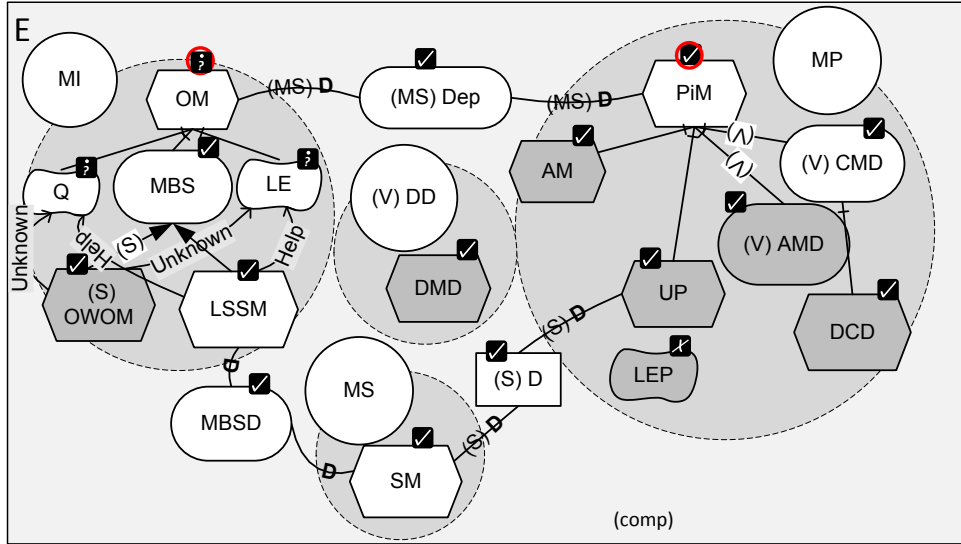 E
MI
MP
OM
(MS) D
(MS) Dep
(MS) D
PiM
(V)
(V) CMD
AM
(V)
Q
MBS
LE
(V) DD
(V) AMD
Unknown
Help
(S)
Unknown
Help
(S)
OWOM
LSSM
DMD
UP
DCD
(S) D
D
MS
(S) D
LEP
MBSD
(S) D
D
SM
(comp)